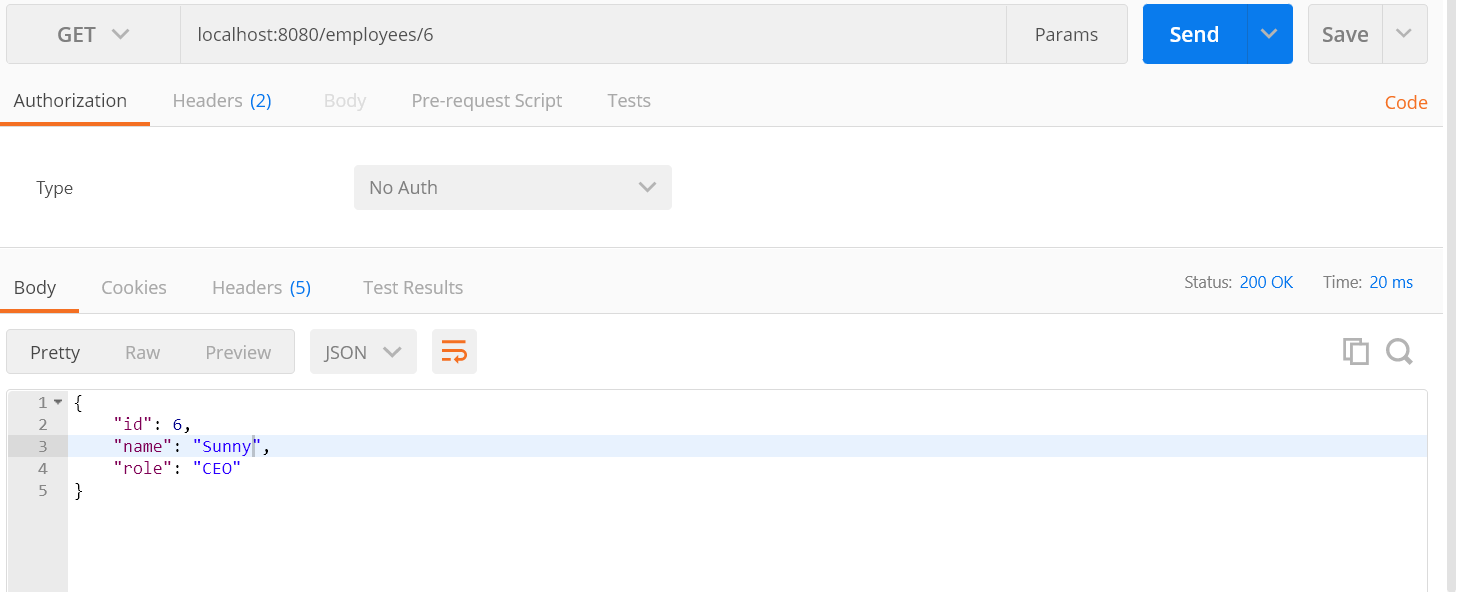 GET localhost:8080/employees/6 Params Send Save
Authorization Headers (2) Body Pre-request Script Tests Code
Type No Auth
Body Cookies Headers (5) Test Results Status: 200 OK Time: 20 ms
Pretty Raw Preview JSON
1 {
2 "id": 6,
3 "name": "Sunny",
4 "role": "CEO"
5 }